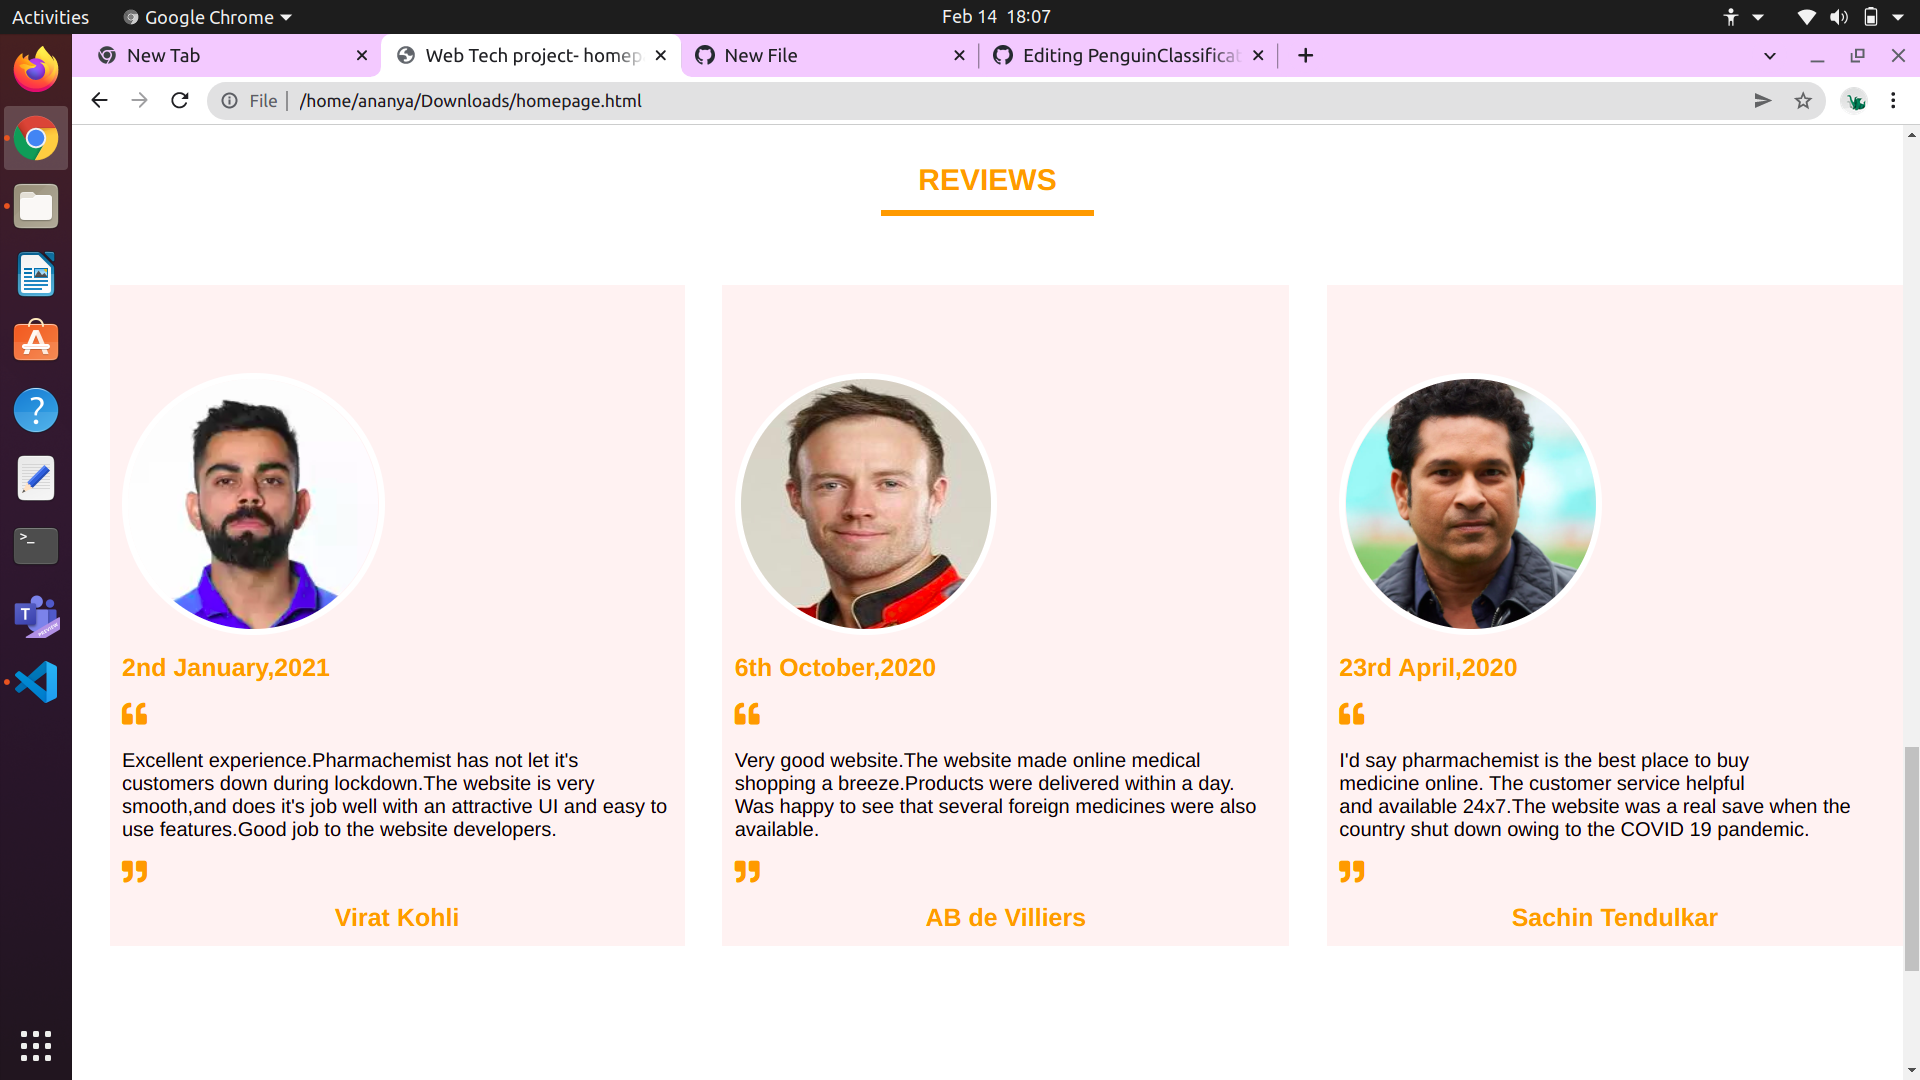 Activities
Google Chrome
Feb 14 18:07
New Tab
Web Tech project- homep
New File
Editing PenguinClassificat
File
/home/ananya/Downloads/homepage.html
REVIEWS
2nd January,2021
Excellent experience.Pharmachemist has not let it's
customers down during lockdown.The website is very
smooth,and does it's job well with an attractive UI and easy to
use features.Good job to the website developers.
Virat Kohli
6th October,2020
Very good website.The website made online medical
shopping a breeze.Products were delivered within a day.
Was happy to see that several foreign medicines were also
available.
AB de Villiers
23rd April,2020
I'd say pharmachemist is the best place to buy
medicine online. The customer service helpful
and available 24x7.The website was a real save when the
country shut down owing to the COVID 19 pandemic.
Sachin Tendulkar